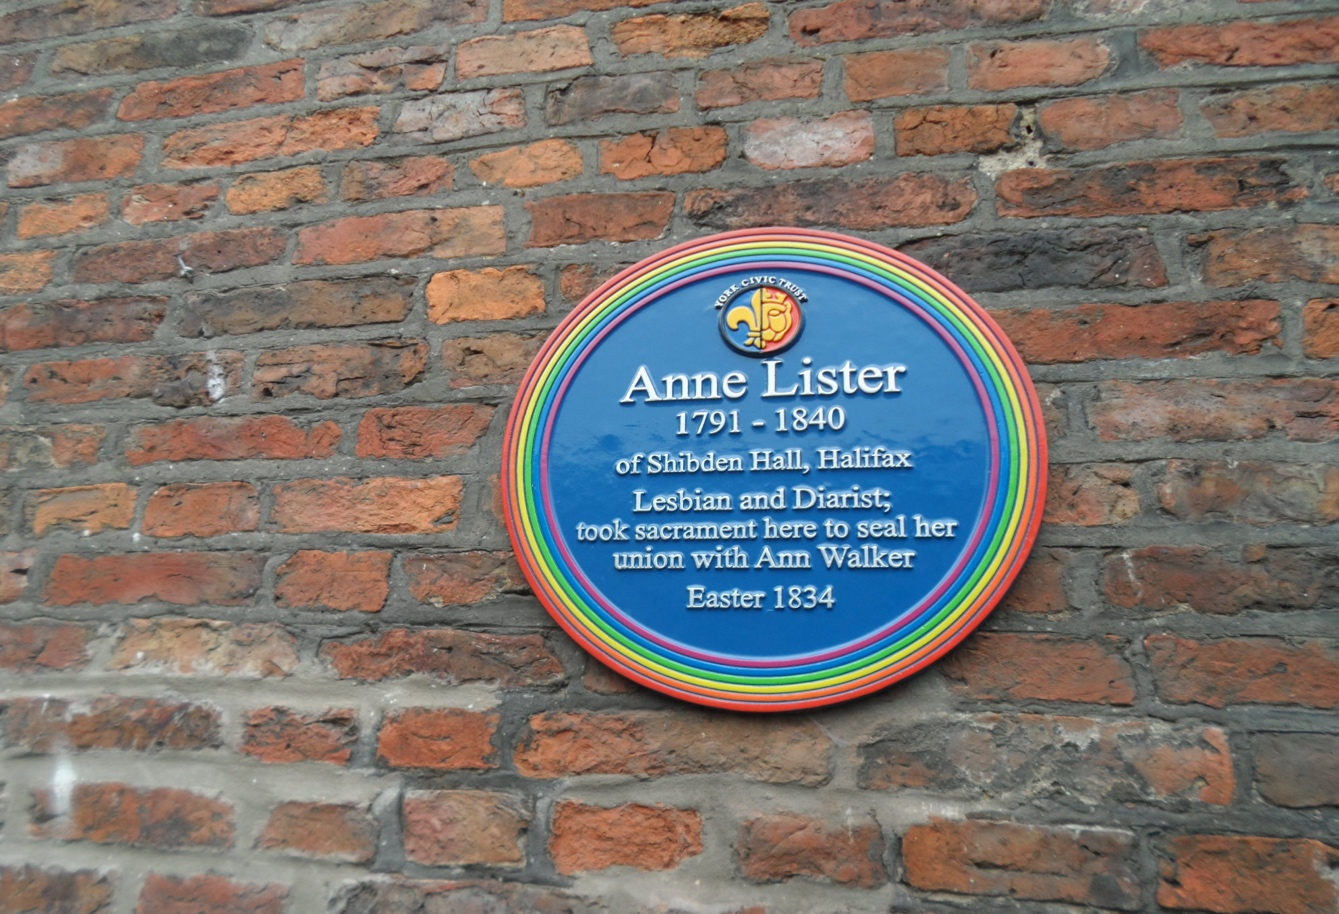 YORK CIVIC TRUST
Anne Lister
1791 - 1840
of Shibden Hall, Halifax
Lesbian and Diarist;
took sacrament here to seal her
union with Ann Walker
Easter 1834